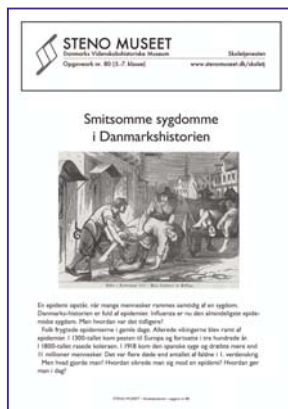 STENO MUSEET
Danmarks Videnskabshistoriske Museum
Skoletjenesten
Opgaveark nr. 80 (5.-7. klasse)
www.stenomuseet.dk/skoletj
Smitsomme sygdomme
i Danmarkshistorien
En epidemi opstår, når mange mennesker rammes samtidig af en sygdom.
Danmarks-historien er fuld af epidemier. Influenza er nu den almindeligste epide-
miske sygdom. Men hvordan var det tidligere?
Folk frygtede epidemierne i gamle dage. Allerede vikingerne blev ramt af
epidemier. I 1300-tallet kom pesten til Europa og fortsatte i tre hundrede år.
I 1800-tallet rasede koleraen. I 1918 kom den spanske syge og dræbte mere end
11 millioner mennesker. Det var flere døde end antallet af faldne i 1. verdenskrig.
Men hvad gjorde man? Hvordan sikrede man sig mod en epidemi? Hvordan gør
man i dag?